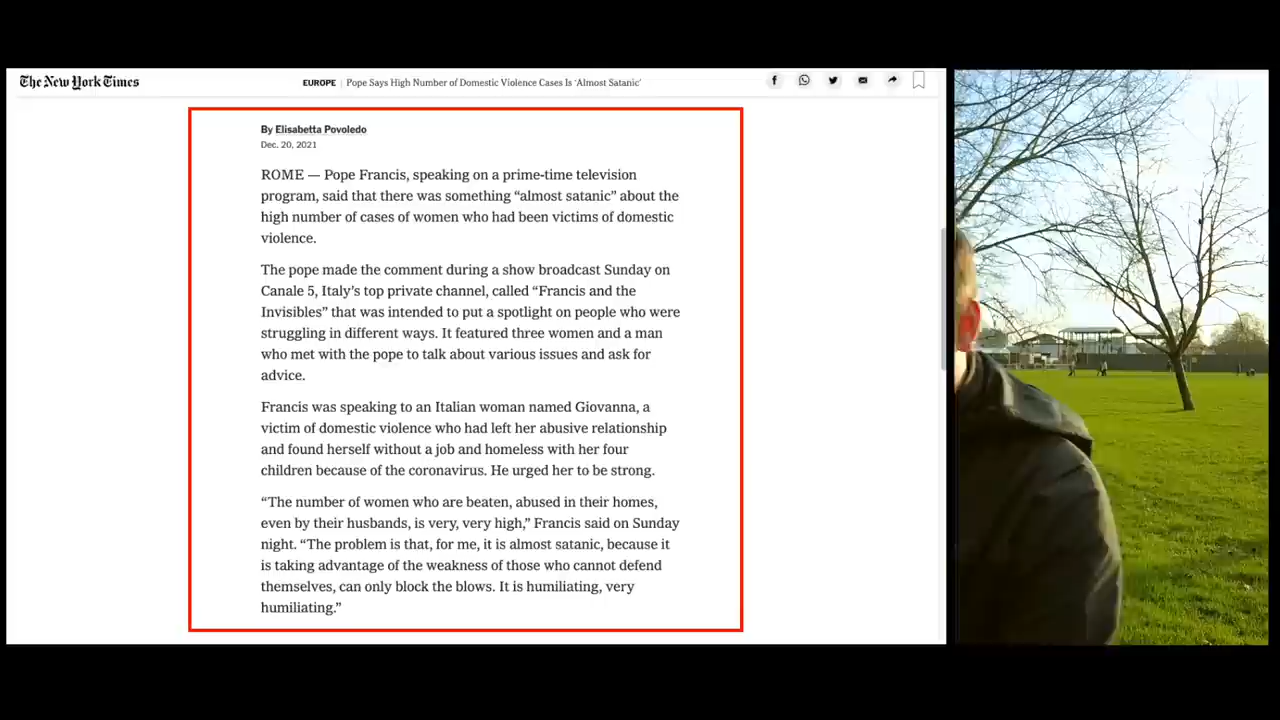 The New York Times
EUROPE | Pope Says High Number of Domestic Violence Cases Is ‘Almost Satanic’
By Elisabetta Povoledo
Dec. 20, 2021
ROME — Pope Francis, speaking on a prime-time television
program, said that there was something “almost satanic” about the
high number of cases of women who had been victims of domestic
violence.
The pope made the comment during a show broadcast Sunday on
Canale 5, Italy’s top private channel, called “Francis and the
Invisibles” that was intended to put a spotlight on people who were
struggling in different ways. It featured three women and a man
who met with the pope to talk about various issues and ask for
advice.
Francis was speaking to an Italian woman named Giovanna, a
victim of domestic violence who had left her abusive relationship
and found herself without a job and homeless with her four
children because of the coronavirus. He urged her to be strong.
“The number of women who are beaten, abused in their homes,
even by their husbands, is very, very high,” Francis said on Sunday
night. “The problem is that, for me, it is almost satanic, because it
is taking advantage of the weakness of those who cannot defend
themselves, can only block the blows. It is humiliating, very
humiliating.”